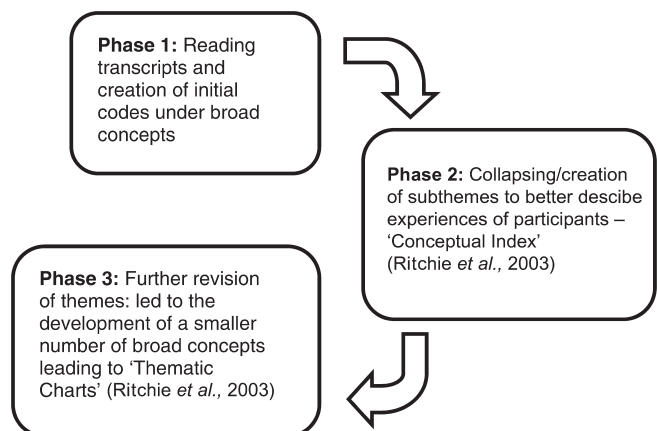 Phase 1: Reading
transcripts and
creation of initial
codes under broad
concepts
Phase 2: Collapsing/creation
of subthemes to better descibe
experiences of participants –
‘Conceptual Index’
(Ritchie et al., 2003)
Phase 3: Further revision
of themes: led to the
development of a smaller
number of broad concepts
leading to ‘Thematic
Charts’ (Ritchie et al., 2003)